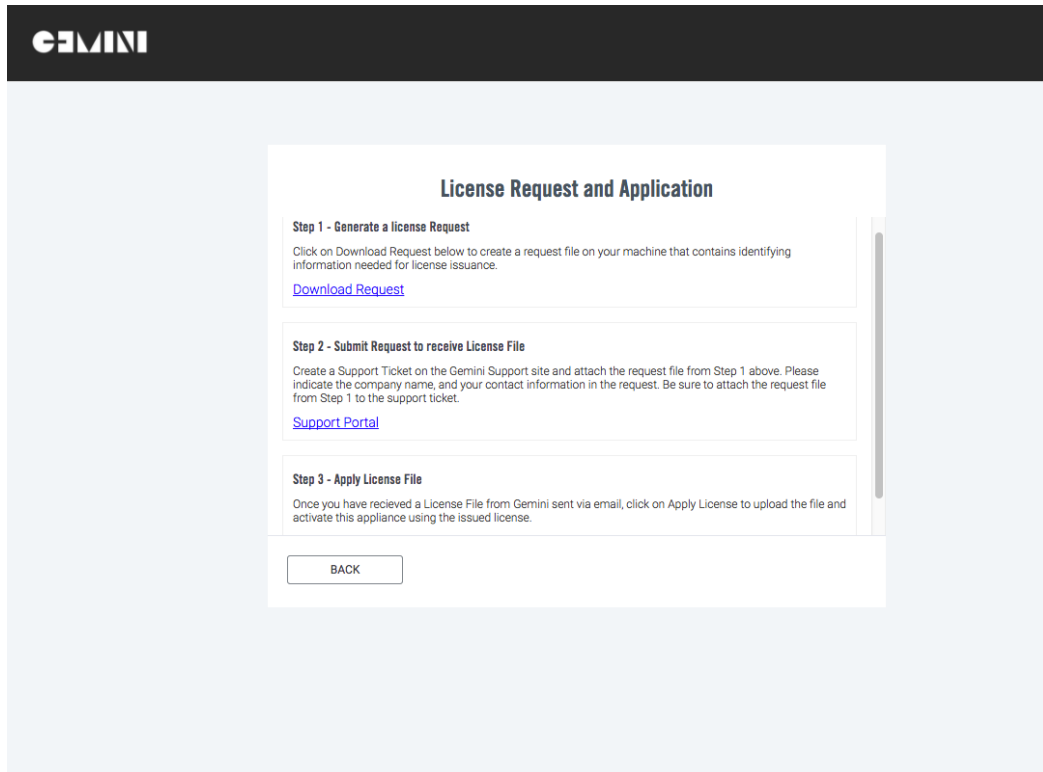 GEMINI
License Request and Application
Step 1 - Generate a license Request
Click on Download Request below to create a request file on your machine that contains identifying
information needed for license issuance.
Download Request
Step 2 - Submit Request to receive License File
Create a Support Ticket on the Gemini Support site and attach the request file from Step 1 above. Please
indicate the company name, and your contact information in the request. Be sure to attach the request file
from Step 1 to the support ticket.
Support Portal
Step 3 - Apply License File
Once you have recieved a License File from Gemini sent via email, click on Apply License to upload the file and
activate this appliance using the issued license.
BACK